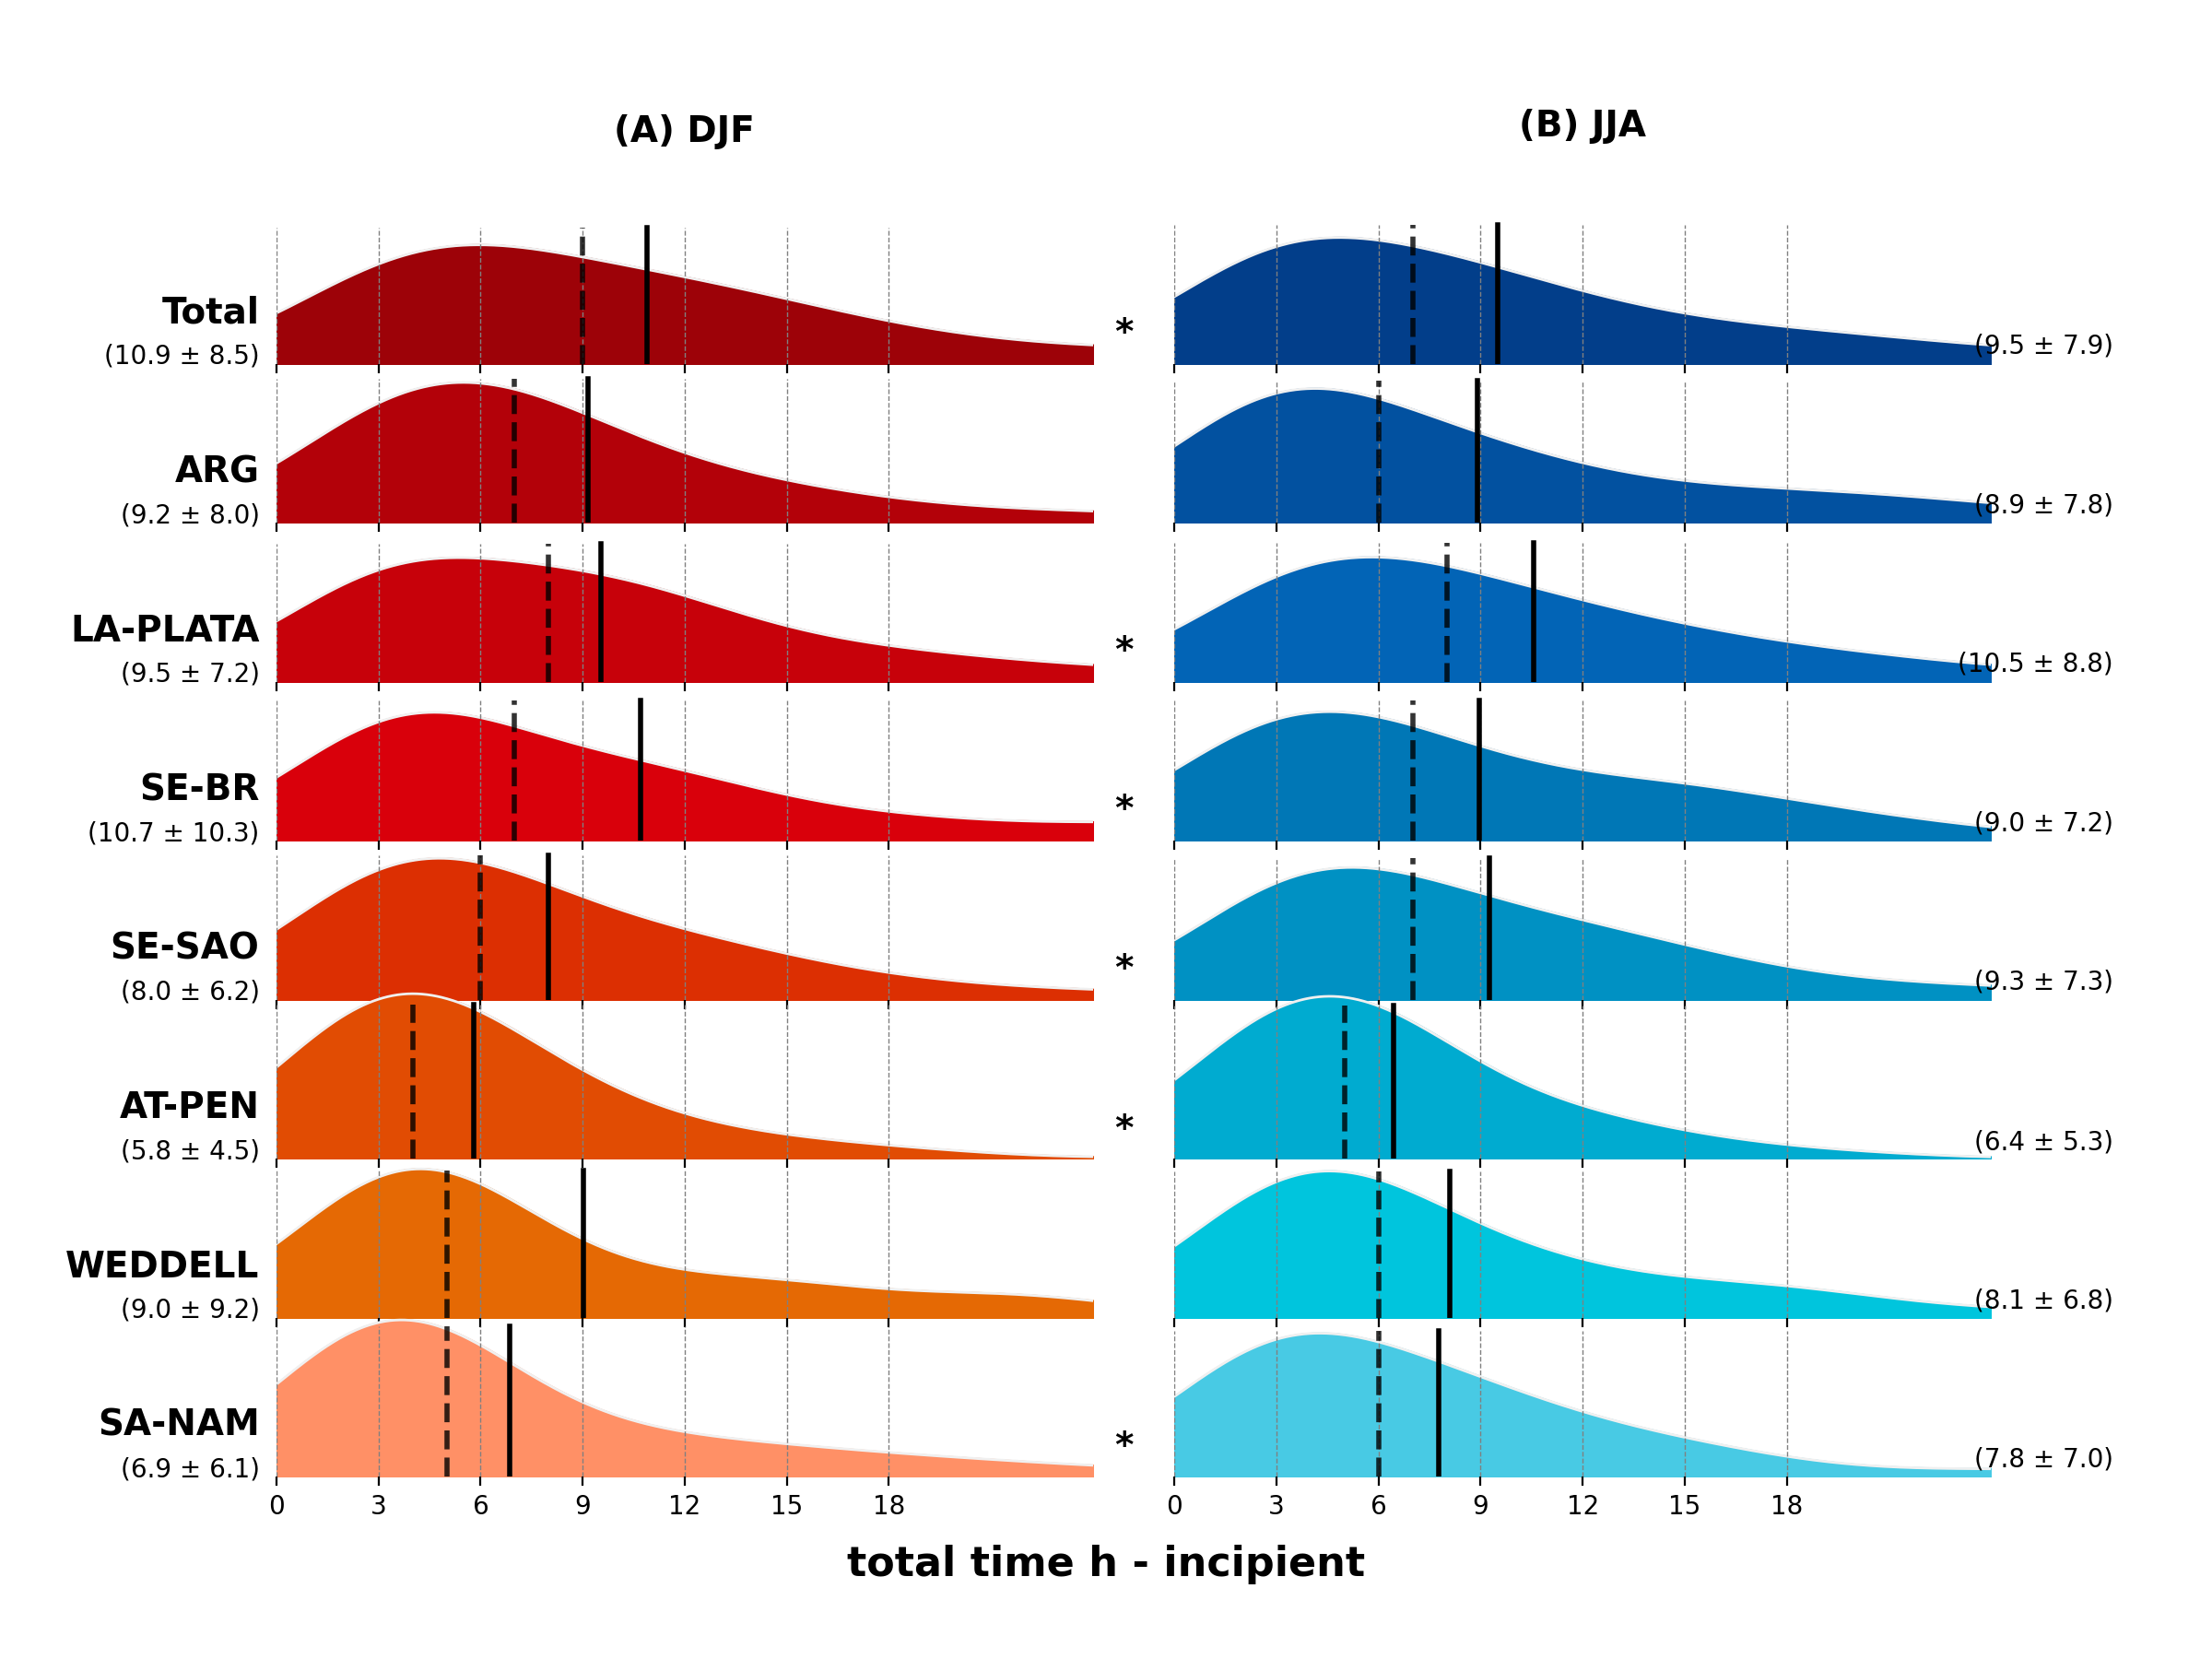 (A) DJF
(B) JJA
Total
(10.9 ± 8.5)
*
(9.5 ± 7.9)
ARG
(9.2 ± 8.0)
(8.9 ± 7.8)
LA-PLATA
(9.5 ± 7.2)
*
(10.5 ± 8.8)
SE-BR
(10.7 ± 10.3)
*
(9.0 ± 7.2)
SE-SAO
(8.0 ± 6.2)
*
(9.3 ± 7.3)
AT-PEN
(5.8 ± 4.5)
*
(6.4 ± 5.3)
WEDDELL
(9.0 ± 9.2)
(8.1 ± 6.8)
SA-NAM
(6.9 ± 6.1)
*
(7.8 ± 7.0)
0 3 6 9 12 15 18
0 3 6 9 12 15 18
total time h - incipient